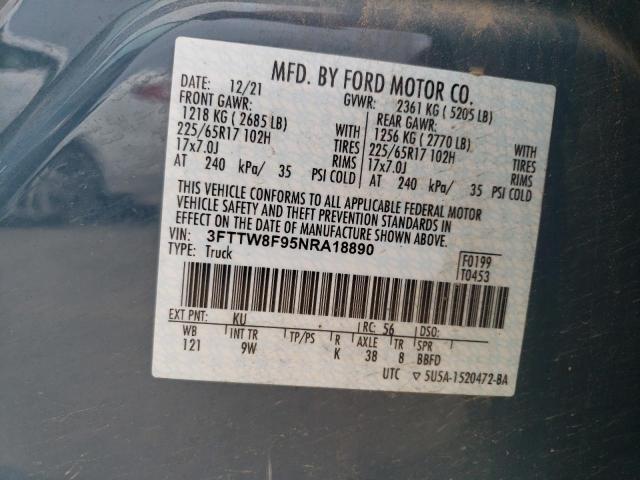 MFD. BY FORD MOTOR CO.
DATE: 12/21 GVWR: 2361 KG ( 5205 LB)
FRONT GAWR: REAR GAWR:
1218 KG ( 2685 LB) WITH 1256 KG ( 2770 LB) WITH
225/65R17 102H TIRES 225/65R17 102H TIRES
17x7.0J RIMS 17x7.0J RIMS
AT 240 kPa/ 35 PSI COLD AT 240 kPa/ 35 PSI COLD
THIS VEHICLE CONFORMS TO ALL APPLICABLE FEDERAL MOTOR
VEHICLE SAFETY AND THEFT PREVENTION STANDARDS IN
EFFECT ON THE DATE OF MANUFACTURE SHOWN ABOVE.
VIN: 3FTTW8F95NRA18890
TYPE: Truck
F0199
T0453
EXT PNT: KU RC: 56 DSO:
WB INT TR TP/PS R AXLE TR SPR
121 9W K 38 8 BBFD
UTC ▽ 5U5A-1520472-BA